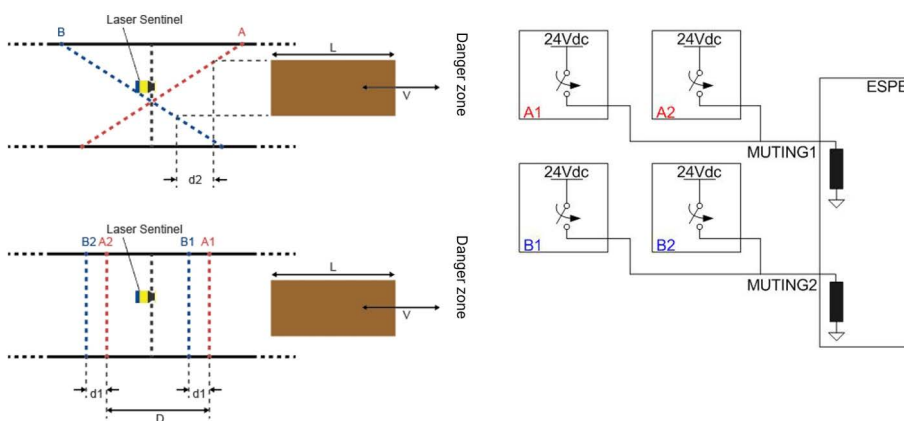 Laser Sentinel
B
A
L
V
Danger zone
d2
Laser Sentinel
B2
A2
B1
A1
L
V
Danger zone
d1
d1
D
24Vdc
24Vdc
ESPE
A1
A2
MUTING1
24Vdc
24Vdc
B1
B2
MUTING2